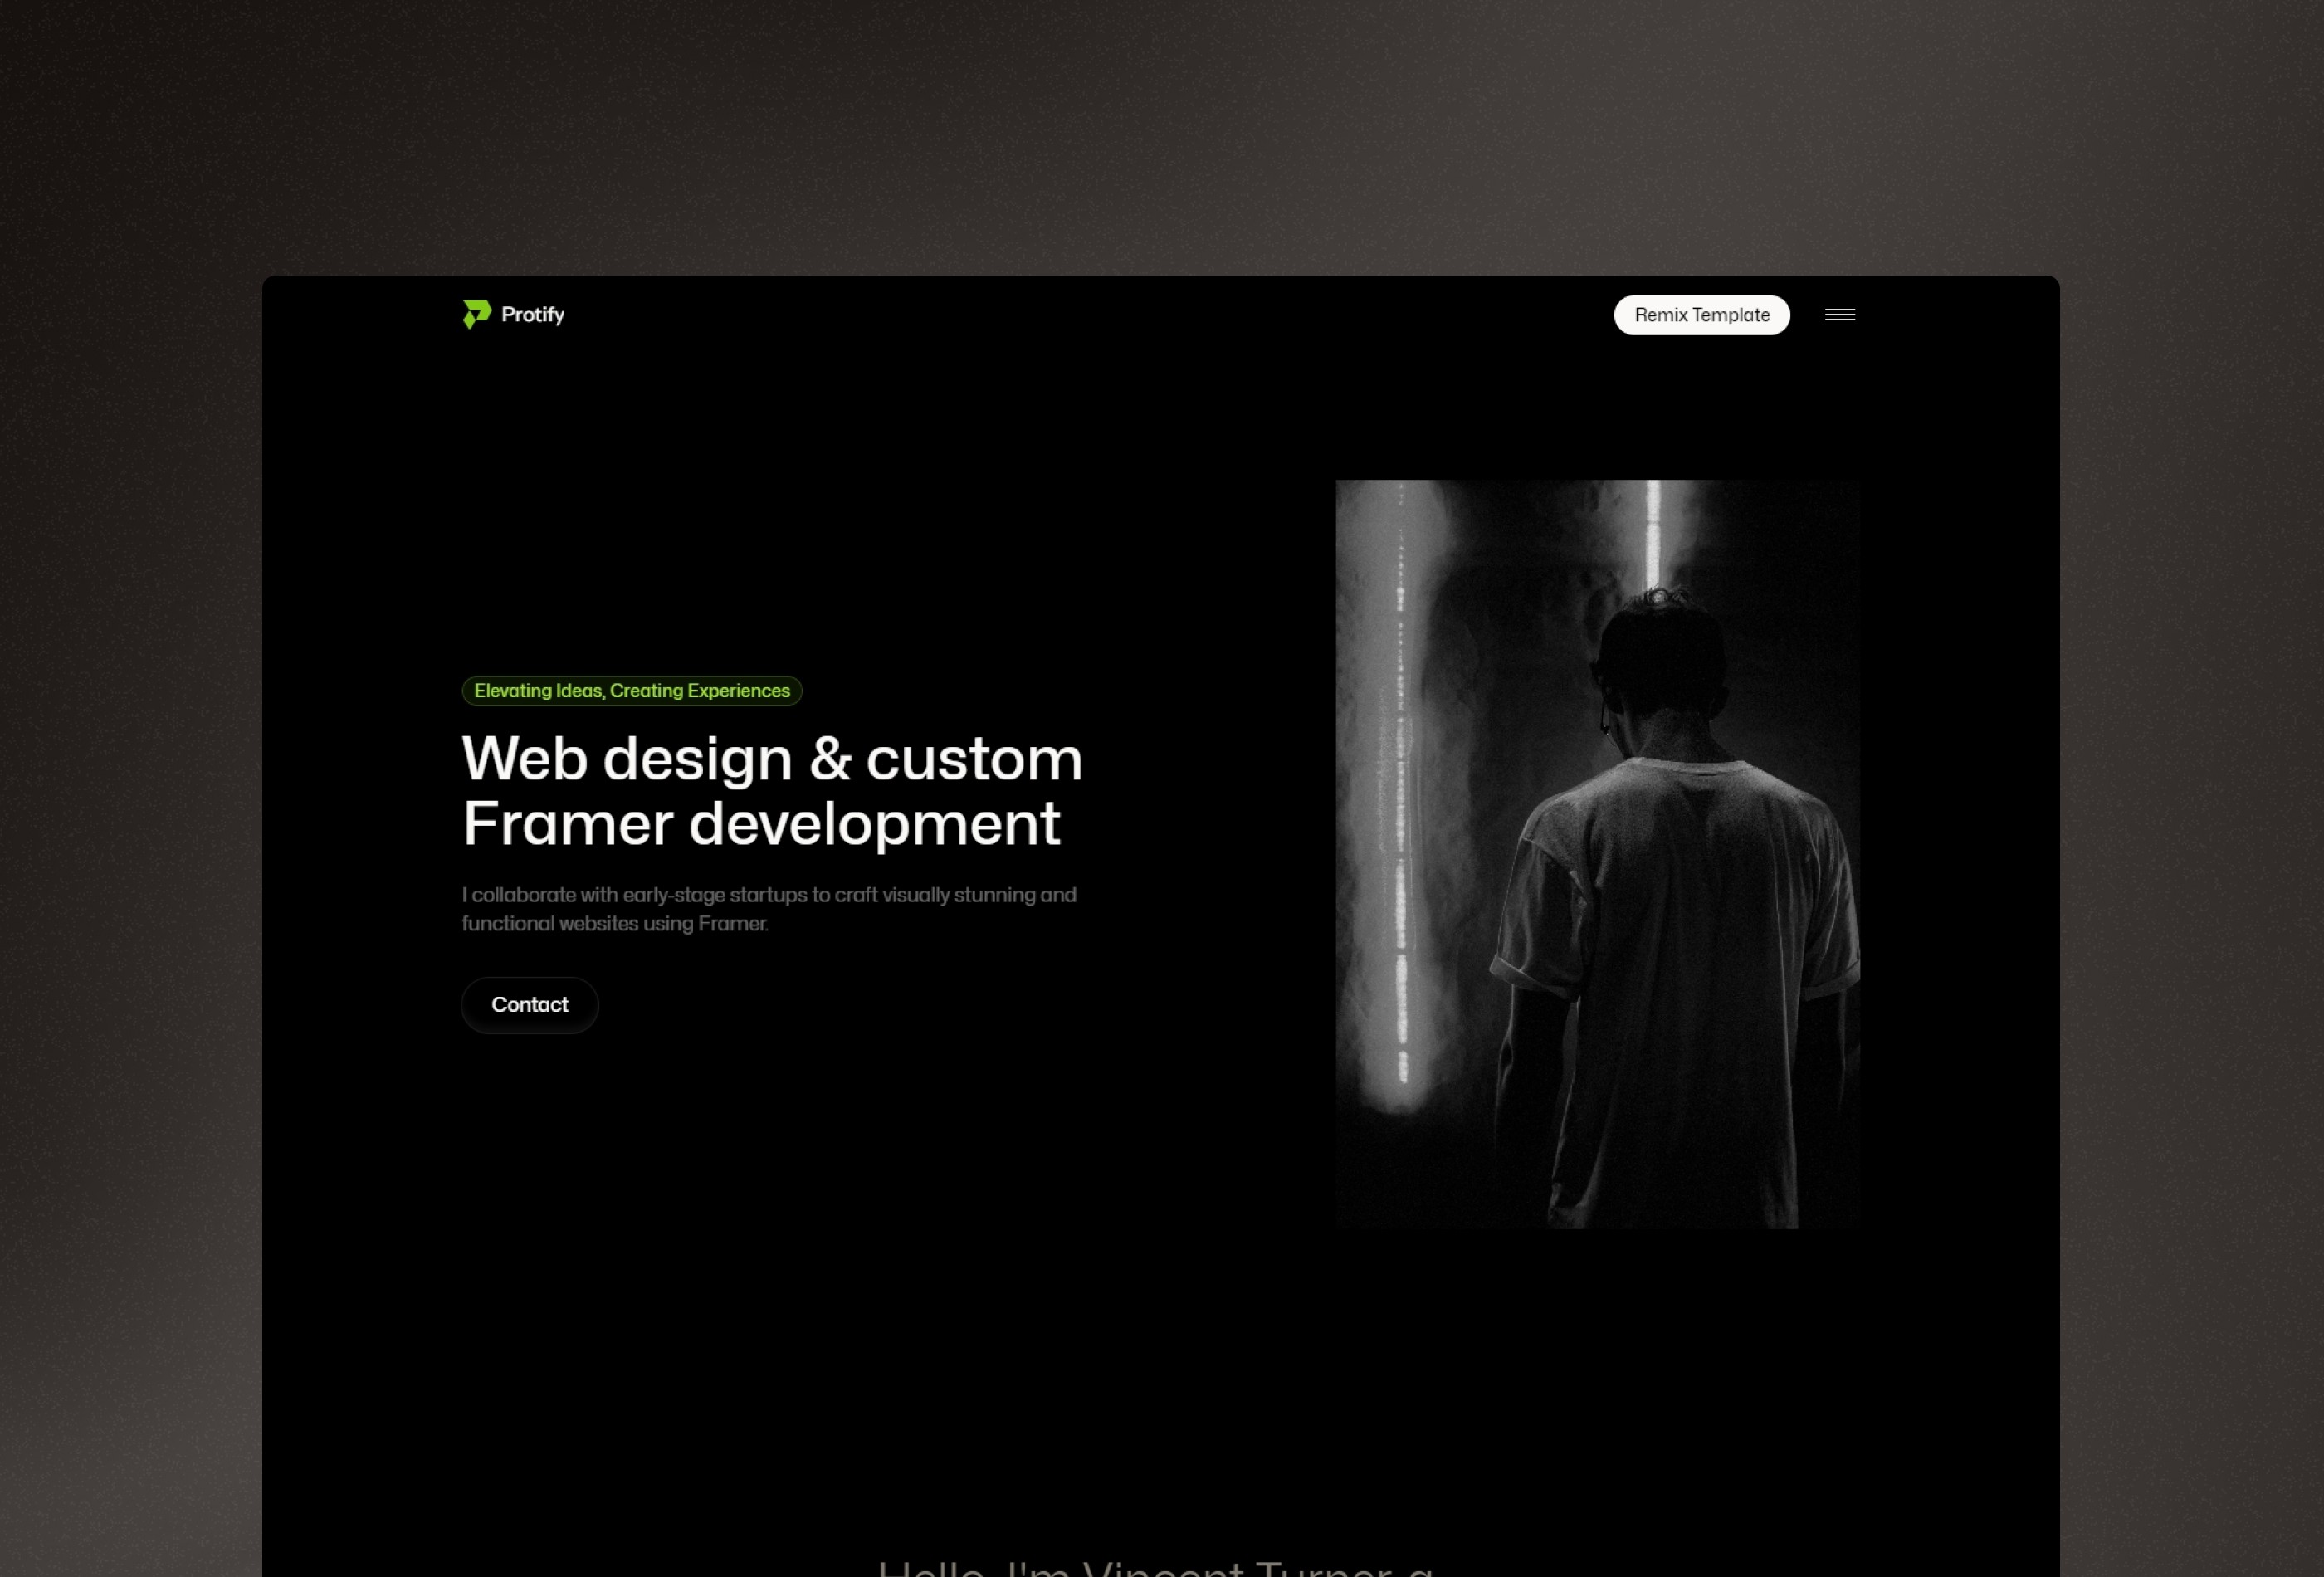 Protify
Remix Template
Elevating Ideas, Creating Experiences
Web design & custom
Framer development
I collaborate with early-stage startups to craft visually stunning and
functional websites using Framer.
Contact
Hello, I'm Vincent Turner, a